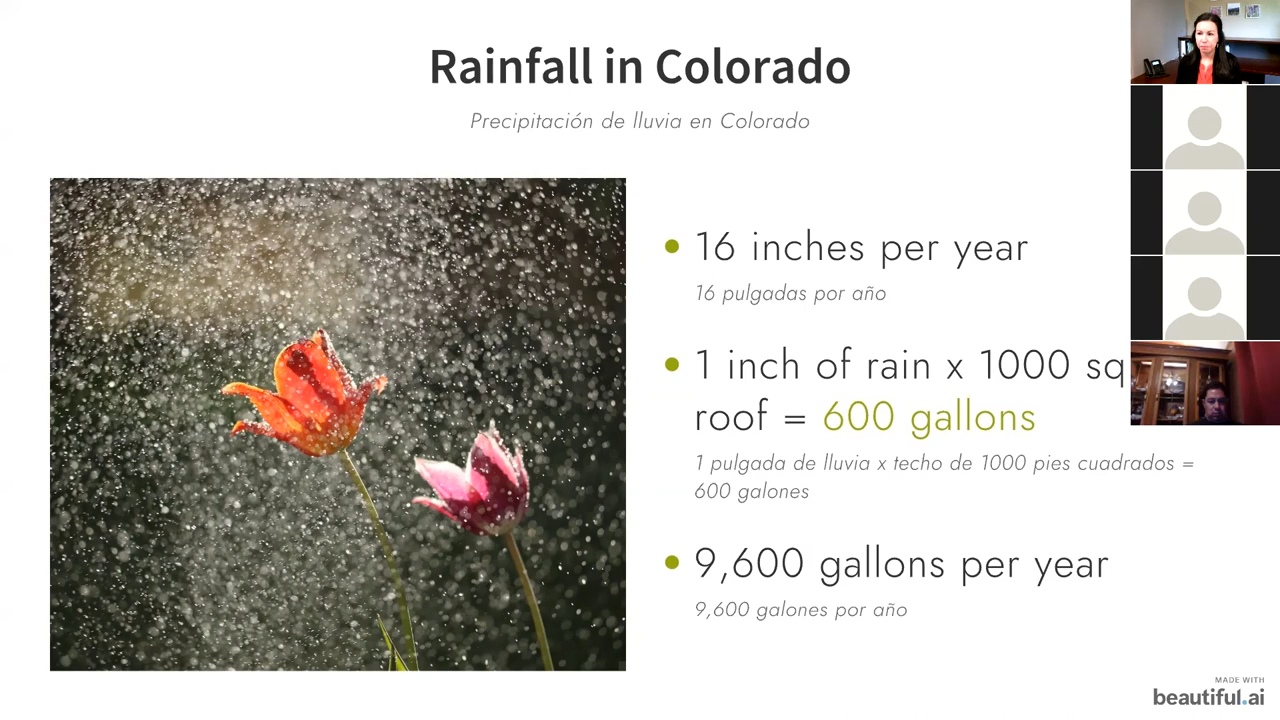 Rainfall in Colorado
Precipitación de lluvia en Colorado
16 inches per year
16 pulgadas por año
1 inch of rain x 1000 sq
roof = 600 gallons
1 pulgada de lluvia x techo de 1000 pies cuadrados =
600 galones
9,600 gallons per year
9,600 galones por año
MADE WITH
beautiful.ai